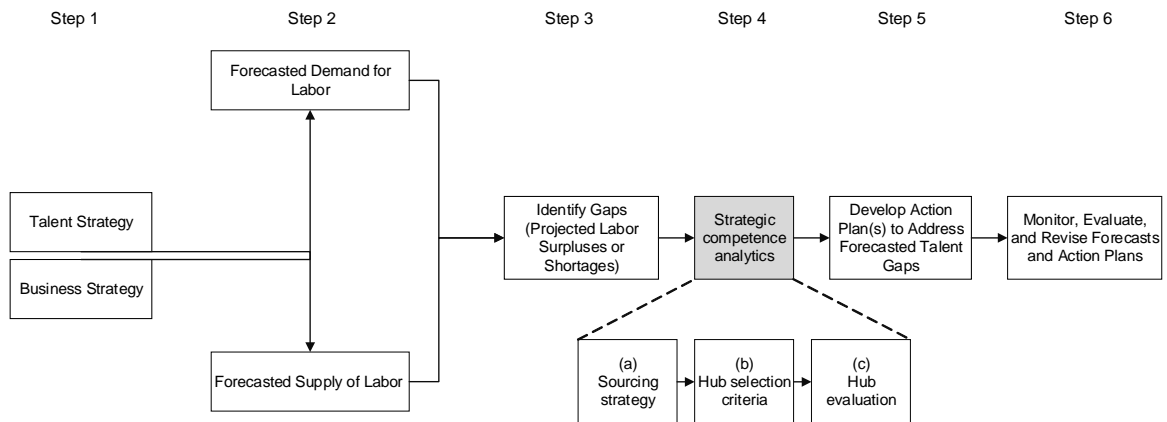 Step 1
Step 2
Step 3
Step 4
Step 5
Step 6
Talent Strategy
Business Strategy
Forecasted Demand for
Labor
Forecasted Supply of Labor
Identify Gaps
(Projected Labor
Surpluses or
Shortages)
Strategic
competence
analytics
Develop Action
Plan(s) to Address
Forecasted Talent
Gaps
Monitor, Evaluate,
and Revise Forecasts
and Action Plans
(a)
Sourcing
strategy
(b)
Hub selection
criteria
(c)
Hub
evaluation